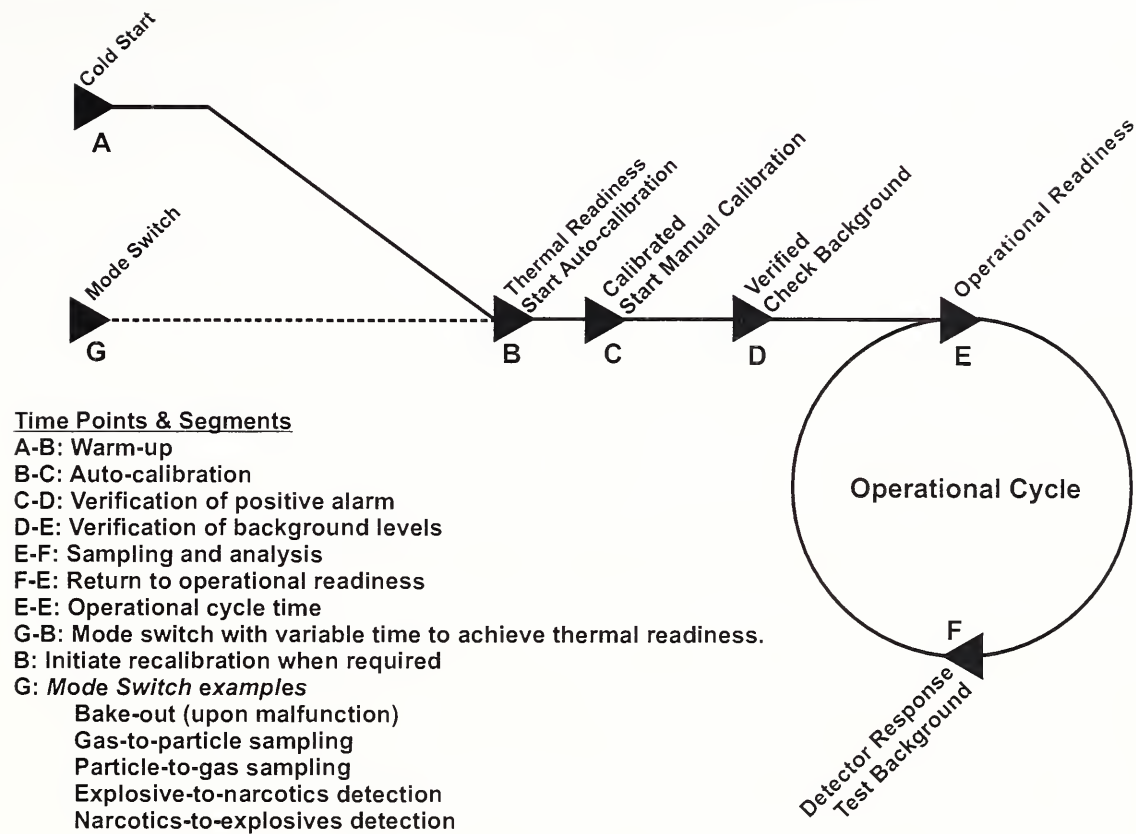 Cold Start
A
Mode Switch
G
Thermal Readiness
Start Auto-calibration
B
Calibrated
Start Manual Calibration
C
Verified
Check Background
D
Operational Readiness
E
Operational Cycle
F
Detector Response
Test Background
Time Points & Segments
A-B: Warm-up
B-C: Auto-calibration
C-D: Verification of positive alarm
D-E: Verification of background levels
E-F: Sampling and analysis
F-E: Return to operational readiness
E-E: Operational cycle time
G-B: Mode switch with variable time to achieve thermal readiness.
B: Initiate recalibration when required
G: Mode Switch examples
Bake-out (upon malfunction)
Gas-to-particle sampling
Particle-to-gas sampling
Explosive-to-narcotics detection
Narcotics-to-explosives detection